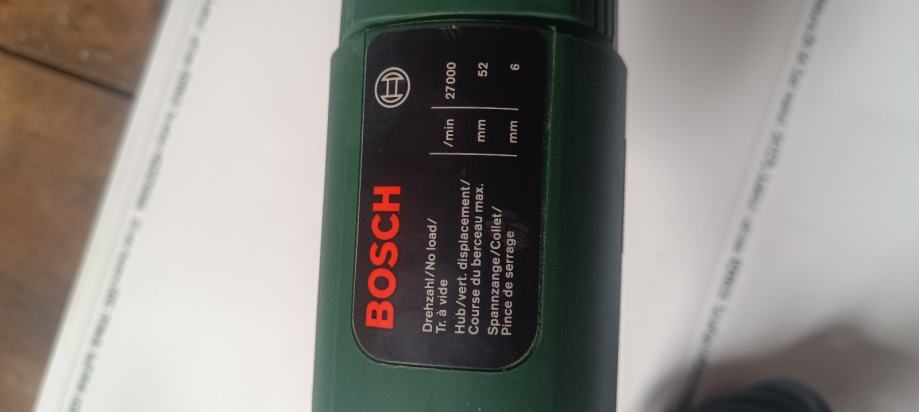 BOSCH
Drehzahl/No load/
Tr. à vide /min 27000
Hub/vert. displacement/
Course du berceau max. mm 52
Spannzange/Collet/
Pince de serrage mm 6